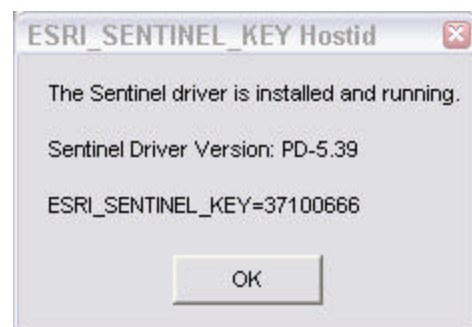 ESRI_SENTINEL_KEY Hostid
The Sentinel driver is installed and running.
Sentinel Driver Version: PD-5.39
ESRI_SENTINEL_KEY=37100666
OK